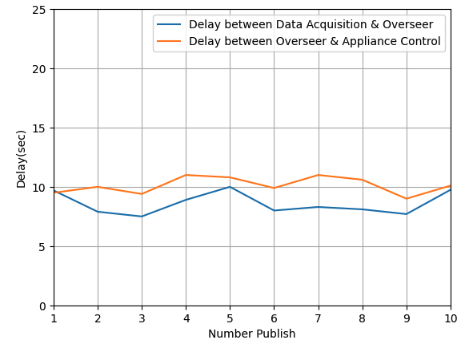 25
20
15
10
5
0
Delay(sec)
Delay between Data Acquisition & Overseer
Delay between Overseer & Appliance Control
1 2 3 4 5 6 7 8 9 10
Number Publish